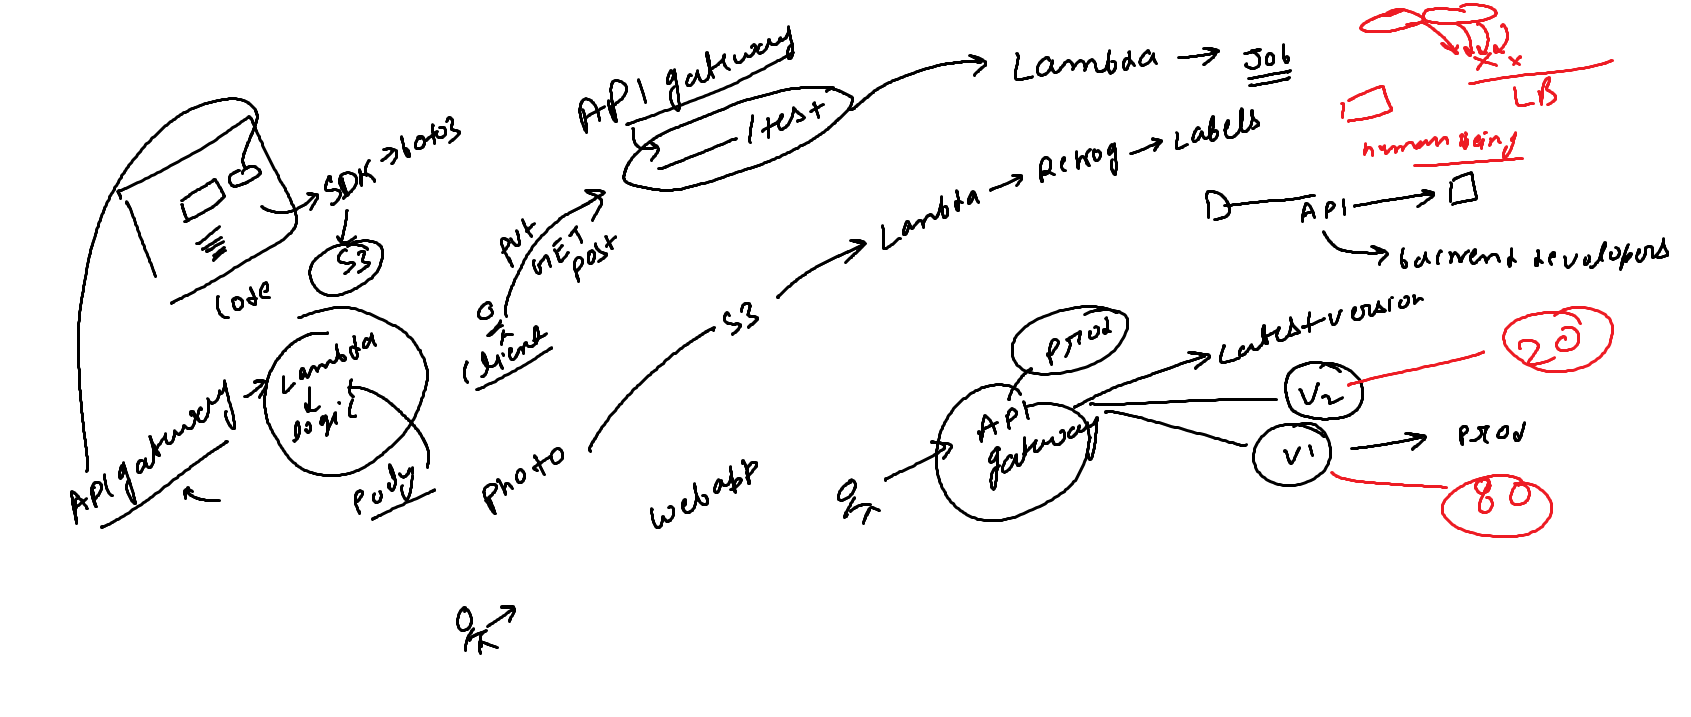 API gateway
/test
Lambda → Job
LB
human being
SDK → boto3
S3
Code
Lambda → Rekog → Labels
API
backend developers
put
GET
post
client
API gateway
Lambda
logic
body
photo
S3
webapp
API
gateway
prod
Latest version
V2
20
V1 → prod
80